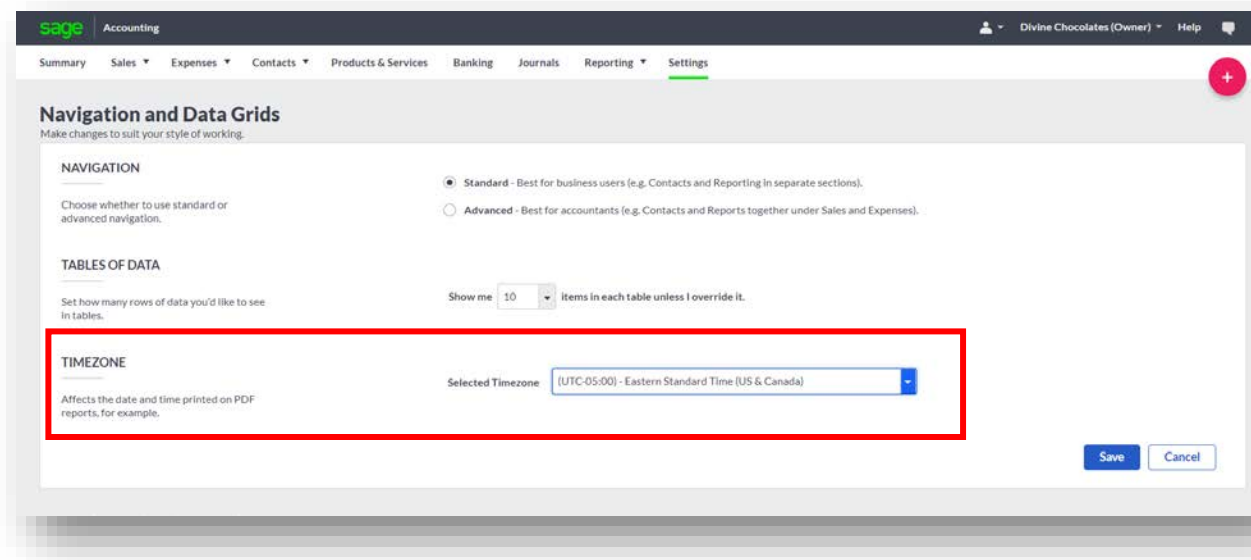 sage Accounting Divine Chocolates (Owner) Help
Summary Sales Expenses Contacts Products & Services Banking Journals Reporting Settings
+
Navigation and Data Grids
Make changes to suit your style of working.
NAVIGATION
Choose whether to use standard or
advanced navigation.
Standard - Best for business users (e.g. Contacts and Reporting in separate sections).
Advanced - Best for accountants (e.g. Contacts and Reports together under Sales and Expenses).
TABLES OF DATA
Set how many rows of data you'd like to see
in tables.
Show me 10 items in each table unless I override it.
TIMEZONE
Affects the date and time printed on PDF
reports, for example.
Selected Timezone (UTC-05:00) - Eastern Standard Time (US & Canada)
Save Cancel